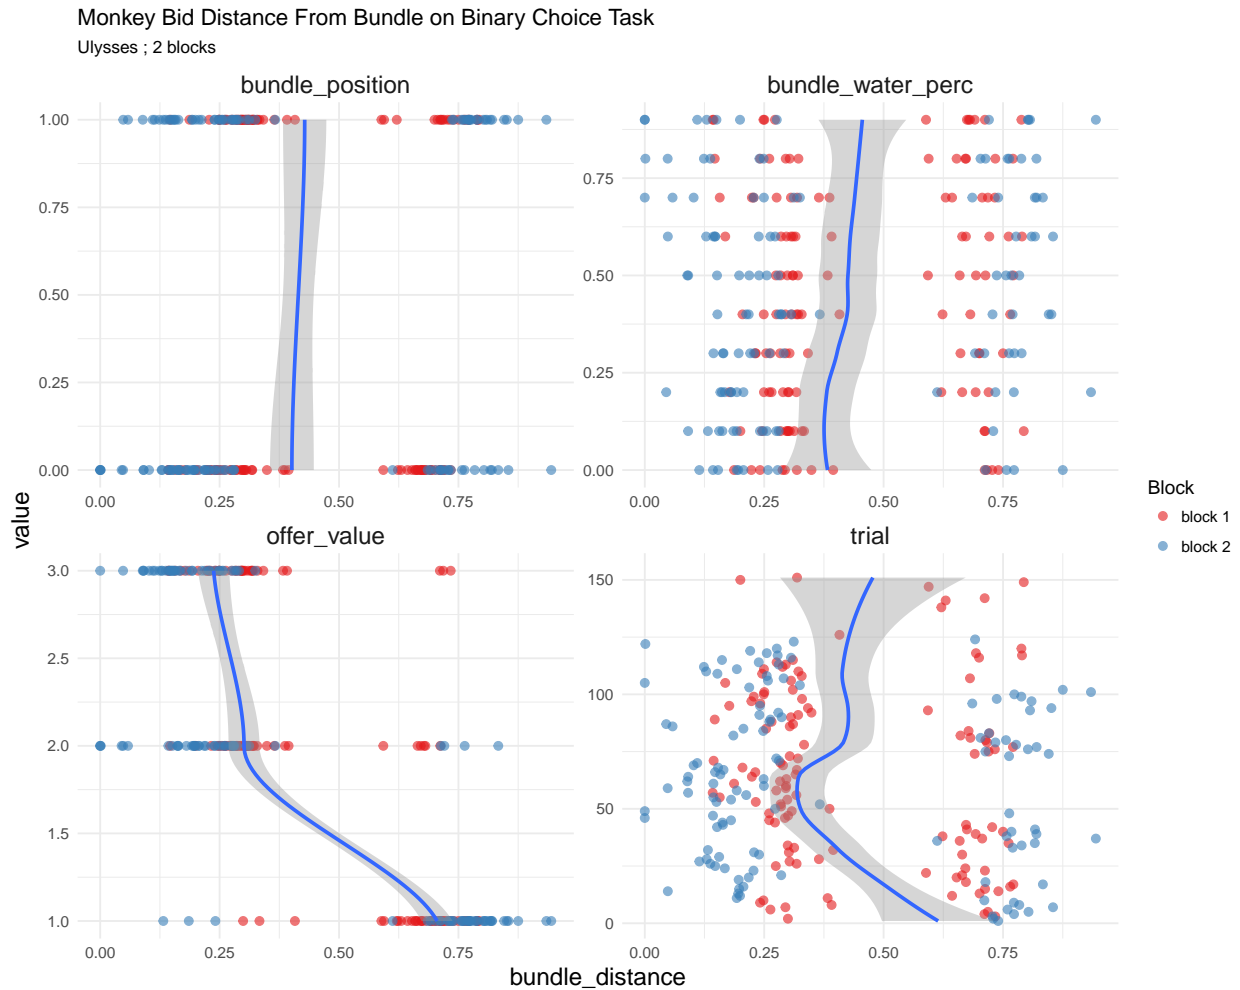 Monkey Bid Distance From Bundle on Binary Choice Task
Ulysses ; 2 blocks
bundle_position
bundle_water_perc
1.00
0.75
0.50
0.25
0.00
0.75
0.50
0.25
0.00
0.00 0.25 0.50 0.75
0.00 0.25 0.50 0.75
offer_value
trial
3.0
2.5
2.0
1.5
1.0
150
100
50
0
0.00 0.25 0.50 0.75
0.00 0.25 0.50 0.75
value
bundle_distance
Block
block 1
block 2